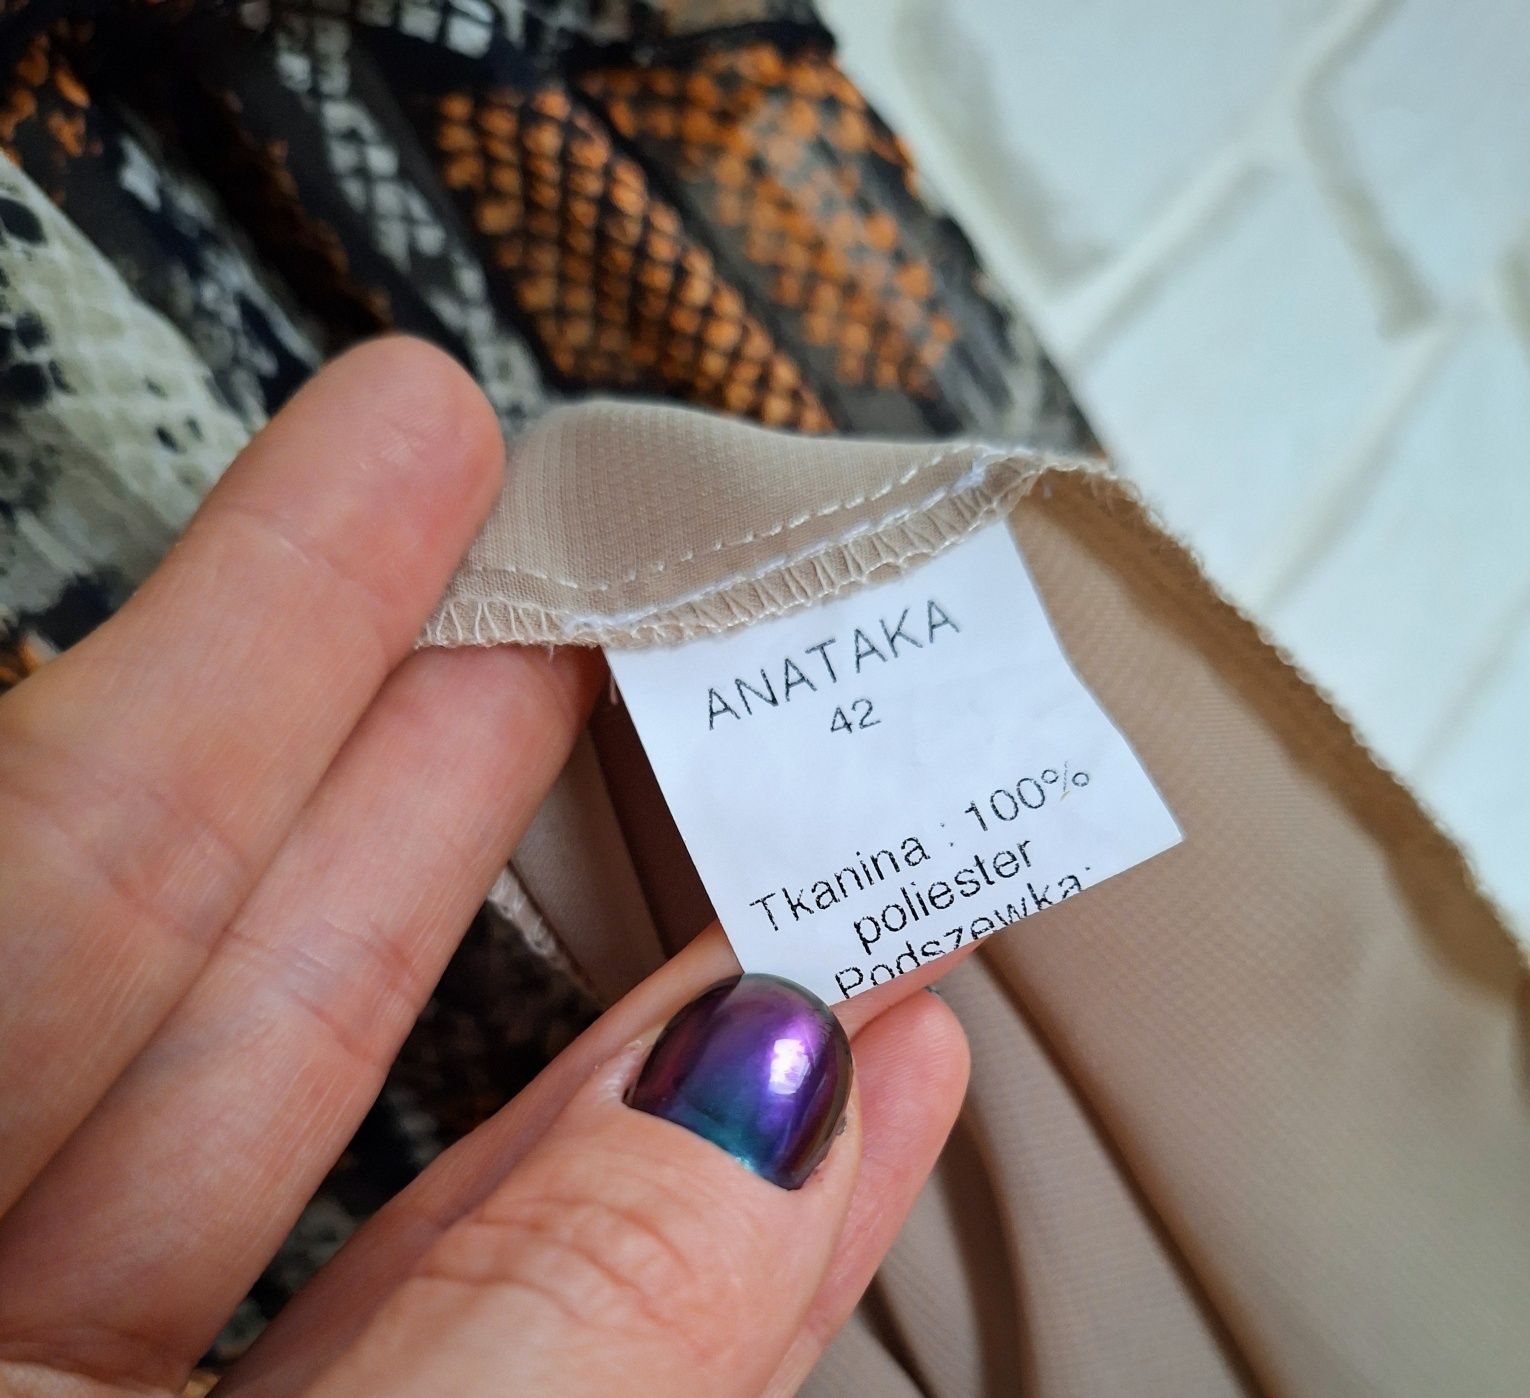 ANATAKA
42
Tkanina : 100%
poliester
Podszewka: